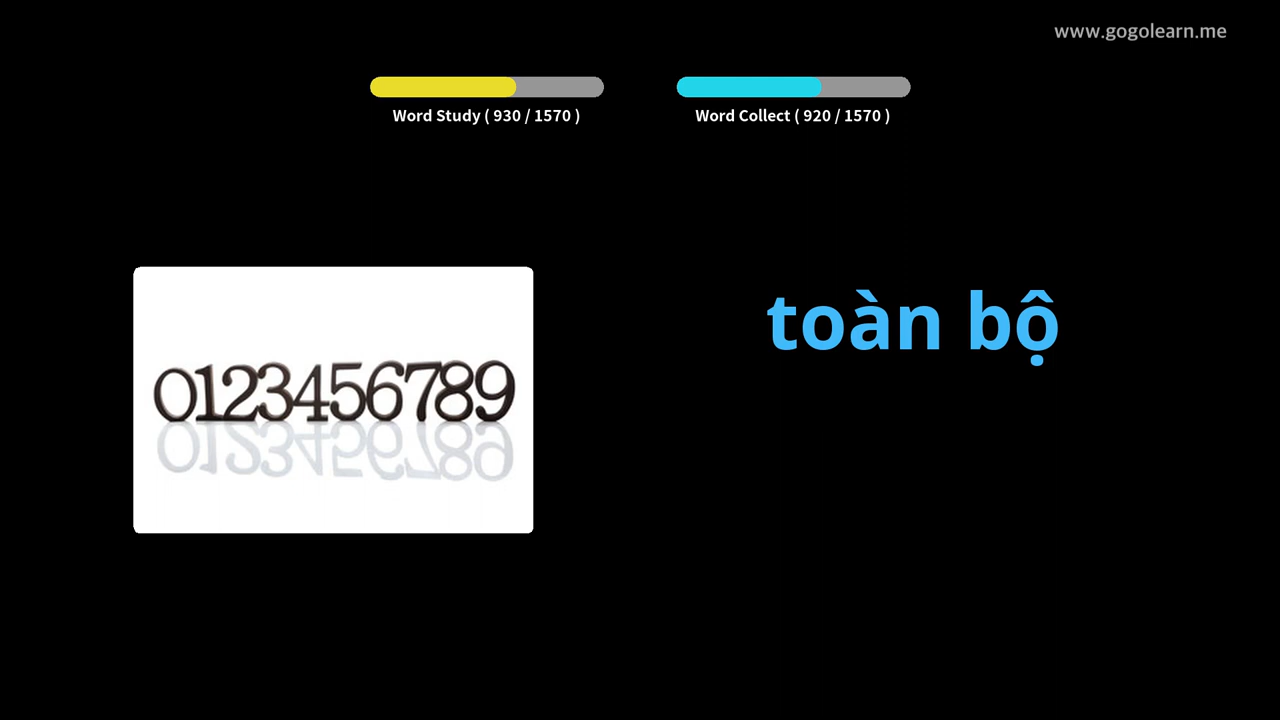 www.gogolearn.me
Word Study ( 930 / 1570 )
Word Collect ( 920 / 1570 )
toàn bộ
0123456789